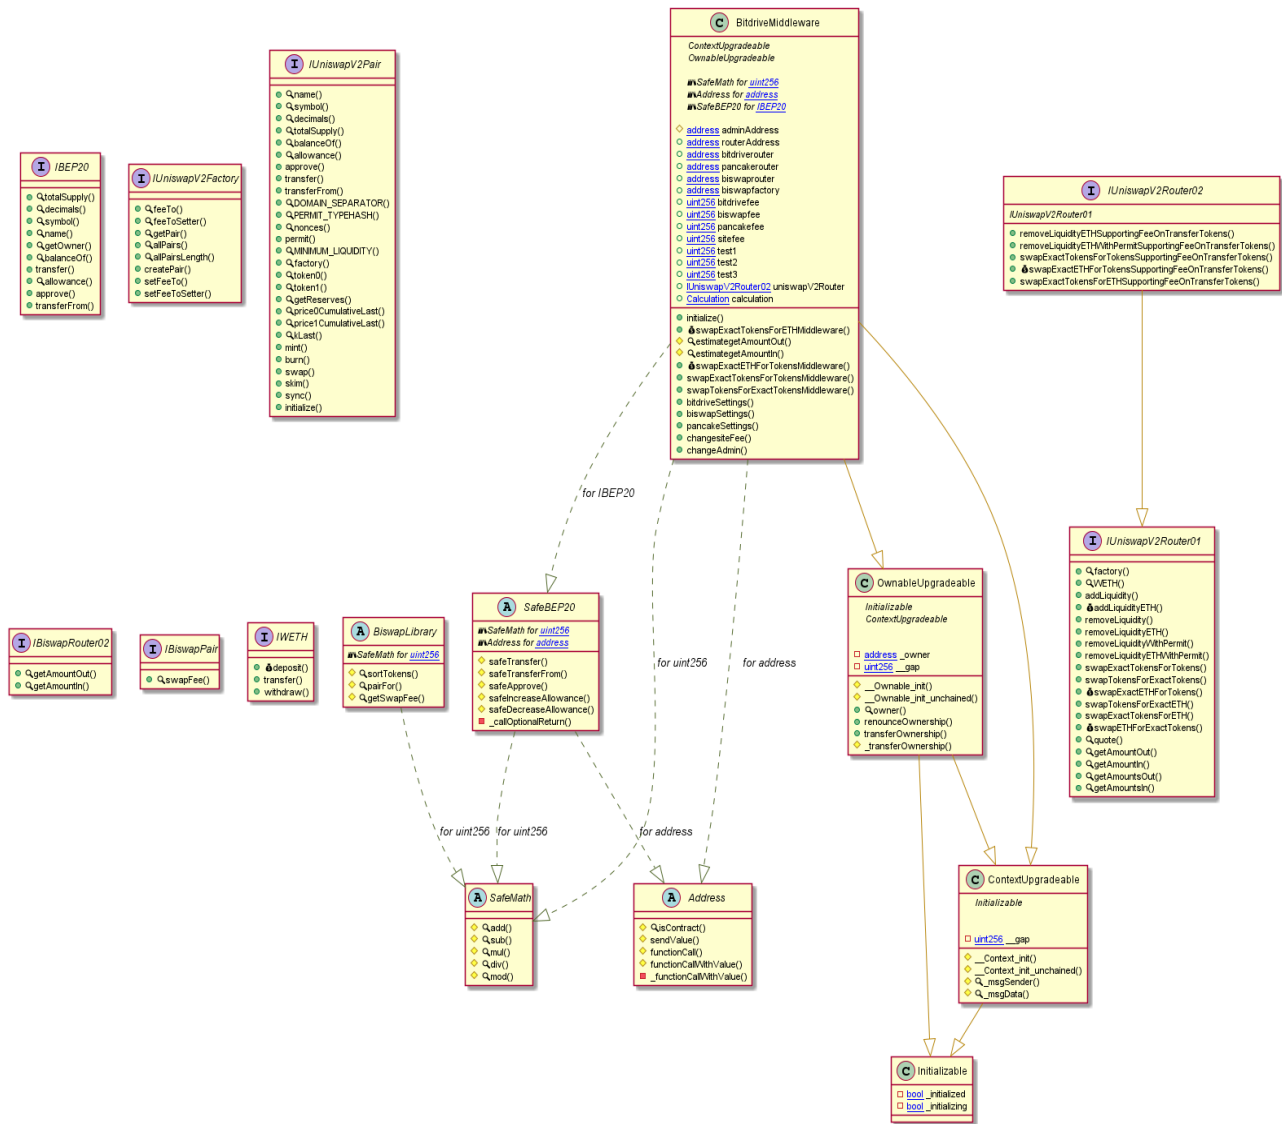 C BitdriveMiddleware
ContextUpgradeable
OwnableUpgradeable
SafeMath for uint256
Address for address
SafeBEP20 for IBEP20
address adminAddress
address routerAddress
address bitdriverouter
address pancakerouter
address biswaprouter
address biswapfactory
uint256 bitdrivefee
uint256 biswapfee
uint256 pancakefee
uint256 sitefee
uint256 test1
uint256 test2
uint256 test3
IUniswapV2Router02 uniswapV2Router
Calculation calculation
initialize()
swapExactTokensForETHMiddleware()
estimategetAmountOut()
estimategetAmountIn()
swapExactETHForTokensMiddleware()
swapExactTokensForTokensMiddleware()
swapTokensForExactTokensMiddleware()
bitdriveSettings()
biswapSettings()
pancakeSettings()
changesiteFee()
changeAdmin()
I IUniswapV2Pair
name()
symbol()
decimals()
totalSupply()
balanceOf()
allowance()
approve()
transfer()
transferFrom()
DOMAIN_SEPARATOR()
PERMIT_TYPEHASH()
nonces()
permit()
MINIMUM_LIQUIDITY()
factory()
token0()
token1()
getReserves()
price0CumulativeLast()
price1CumulativeLast()
kLast()
mint()
burn()
swap()
skim()
sync()
initialize()
I IBEP20
totalSupply()
decimals()
symbol()
name()
getOwner()
balanceOf()
transfer()
allowance()
approve()
transferFrom()
I IUniswapV2Factory
feeTo()
feeToSetter()
getPair()
allPairs()
allPairsLength()
createPair()
setFeeTo()
setFeeToSetter()
I IUniswapV2Router02
IUniswapV2Router01
removeLiquidityETHSupportingFeeOnTransferTokens()
removeLiquidityETHWithPermitSupportingFeeOnTransferTokens()
swapExactTokensForTokensSupportingFeeOnTransferTokens()
swapExactETHForTokensSupportingFeeOnTransferTokens()
swapExactTokensForETHSupportingFeeOnTransferTokens()
for IBEP20
for uint256
for address
I IUniswapV2Router01
factory()
WETH()
addLiquidity()
addLiquidityETH()
removeLiquidity()
removeLiquidityETH()
removeLiquidityWithPermit()
removeLiquidityETHWithPermit()
swapExactTokensForTokens()
swapTokensForExactTokens()
swapExactETHForTokens()
swapTokensForExactETH()
swapExactTokensForETH()
swapETHForExactTokens()
quote()
getAmountOut()
getAmountIn()
getAmountsOut()
getAmountsIn()
C OwnableUpgradeable
Initializable
ContextUpgradeable
address _owner
uint256 __gap
__Ownable_init()
__Ownable_init_unchained()
owner()
renounceOwnership()
transferOwnership()
_transferOwnership()
A SafeBEP20
SafeMath for uint256
Address for address
safeTransfer()
safeTransferFrom()
safeApprove()
safeIncreaseAllowance()
safeDecreaseAllowance()
_callOptionalReturn()
A BiswapLibrary
SafeMath for uint256
sortTokens()
pairFor()
getSwapFee()
I IWETH
deposit()
transfer()
withdraw()
I IBiswapPair
swapFee()
I IBiswapRouter02
getAmountOut()
getAmountIn()
for uint256
for uint256
for address
A SafeMath
add()
sub()
mul()
div()
mod()
A Address
isContract()
sendValue()
functionCall()
functionCallWithValue()
_functionCallWithValue()
C ContextUpgradeable
Initializable
uint256 __gap
__Context_init()
__Context_init_unchained()
_msgSender()
_msgData()
C Initializable
bool _initialized
bool _initializing